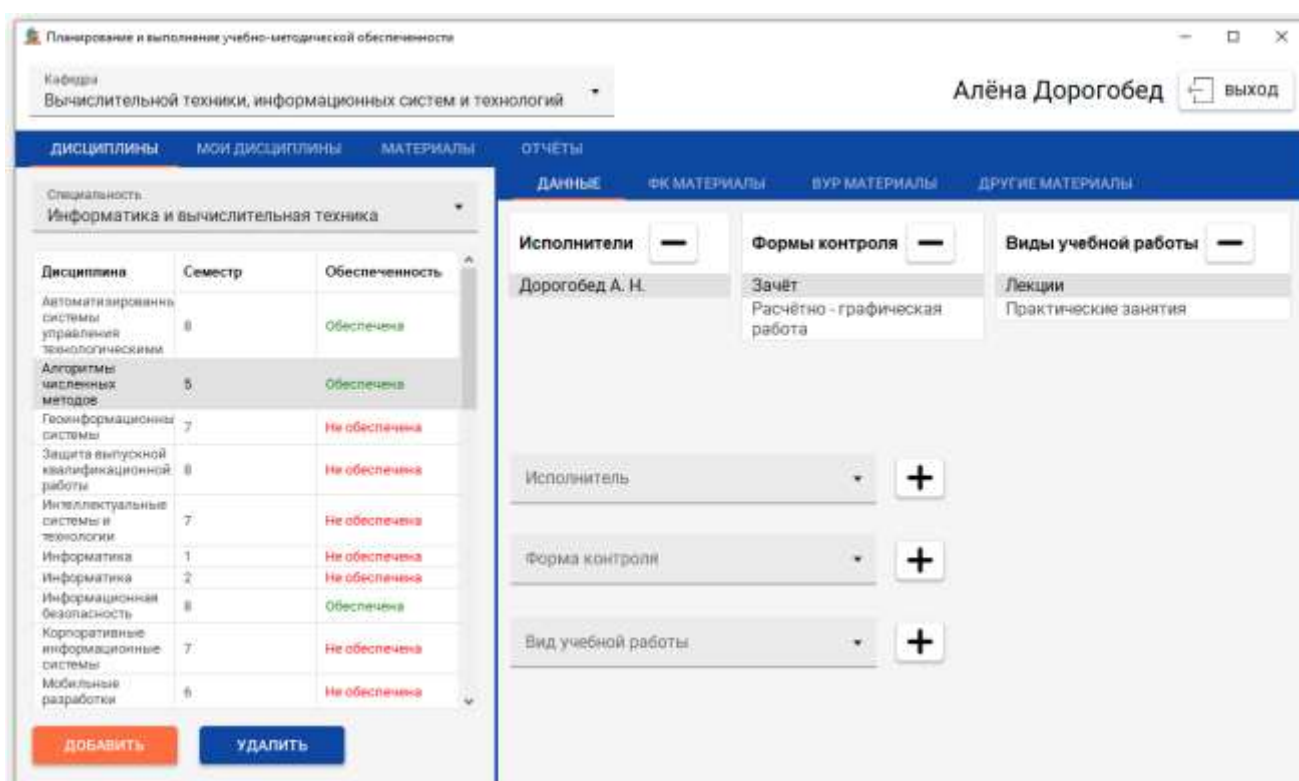 Планирование и выполнение учебно-методической обеспеченности
Кафедра
Вычислительной техники, информационных систем и технологий
Алёна Дорогобед
ВЫХОД
ДИСЦИПЛИНЫ
МОИ ДИСЦИПЛИНЫ
МАТЕРИАЛЫ
ОТЧЁТЫ
Специальность
Информатика и вычислительная техника
Дисциплина Семестр Обеспеченность
Автоматизированнь
системы
управления
технологическими
8 Обеспечена
Алгоритмы
численных
методов
5 Обеспечена
Геоинформационны
системы
7 Не обеспечена
Защита выпускной
квалификационной
работы
8 Не обеспечена
Интеллектуальные
системы и
технологии
7 Не обеспечена
Информатика 1 Не обеспечена
Информатика 2 Не обеспечена
Информационная
безопасность
8 Обеспечена
Корпоративные
информационные
системы
7 Не обеспечена
Мобильные
разработки
6 Не обеспечена
ДОБАВИТЬ
УДАЛИТЬ
ДАННЫЕ
ФК МАТЕРИАЛЫ
ВУР МАТЕРИАЛЫ
ДРУГИЕ МАТЕРИАЛЫ
Исполнители
Дорогобед А. Н.
Формы контроля
Зачёт
Расчётно - графическая
работа
Виды учебной работы
Лекции
Практические занятия
Исполнитель
Форма контроля
Вид учебной работы